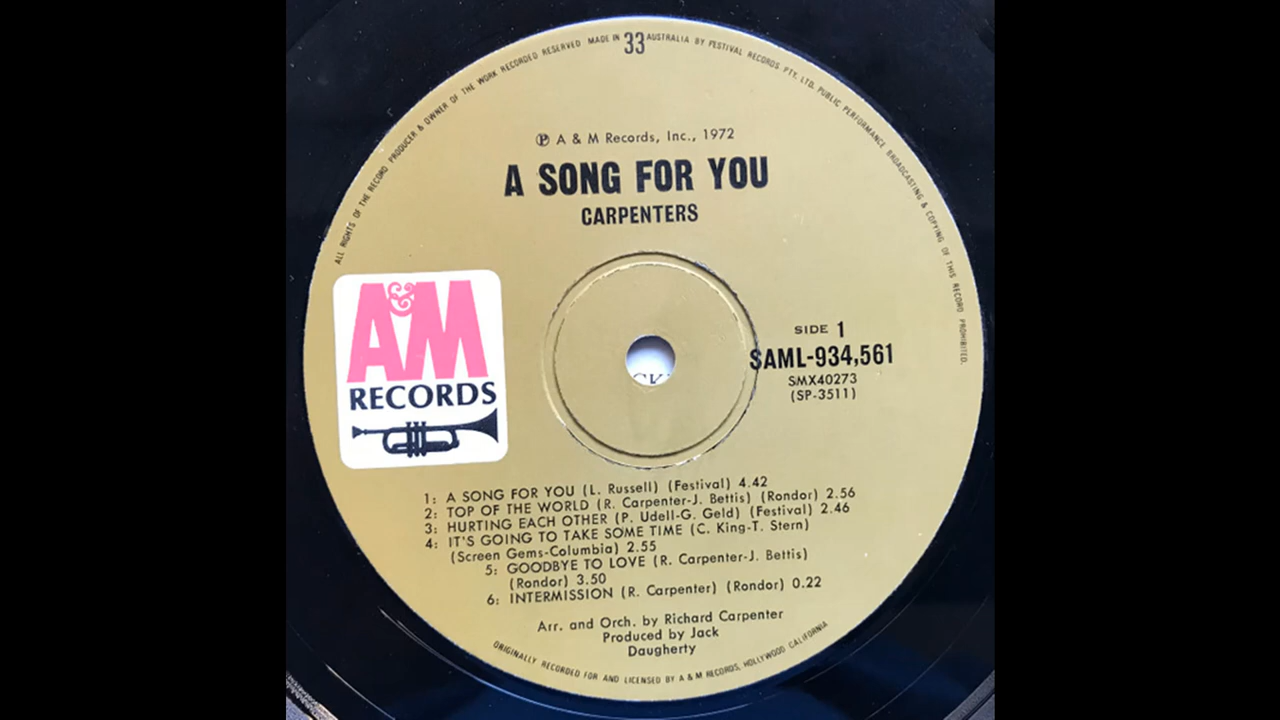 ALL RIGHTS OF THE RECORD PRODUCER & OWNER OF THE WORK RECORDED RESERVED MADE IN 33 AUSTRALIA BY FESTIVAL RECORDS PTY. LTD. PUBLIC PERFORMANCE BROADCASTING & COPYING OF THIS RECORD PROHIBITED.
℗ A & M Records, Inc., 1972
A SONG FOR YOU
CARPENTERS
A&M
RECORDS
SIDE 1
SAML-934,561
SMX40273
(SP-3511)
CK
1: A SONG FOR YOU (L. Russell) (Festival) 4.42
2: TOP OF THE WORLD (R. Carpenter-J. Bettis) (Rondor) 2.56
3: HURTING EACH OTHER (P. Udell-G. Geld) (Festival) 2.46
4: IT'S GOING TO TAKE SOME TIME (C. King-T. Stern)
(Screen Gems-Columbia) 2.55
5: GOODBYE TO LOVE (R. Carpenter-J. Bettis)
(Rondor) 3.50
6: INTERMISSION (R. Carpenter) (Rondor) 0.22
Arr. and Orch. by Richard Carpenter
Produced by Jack
Daugherty
ORIGINALLY RECORDED FOR AND LICENSED BY A & M RECORDS, HOLLYWOOD CALIFORNIA